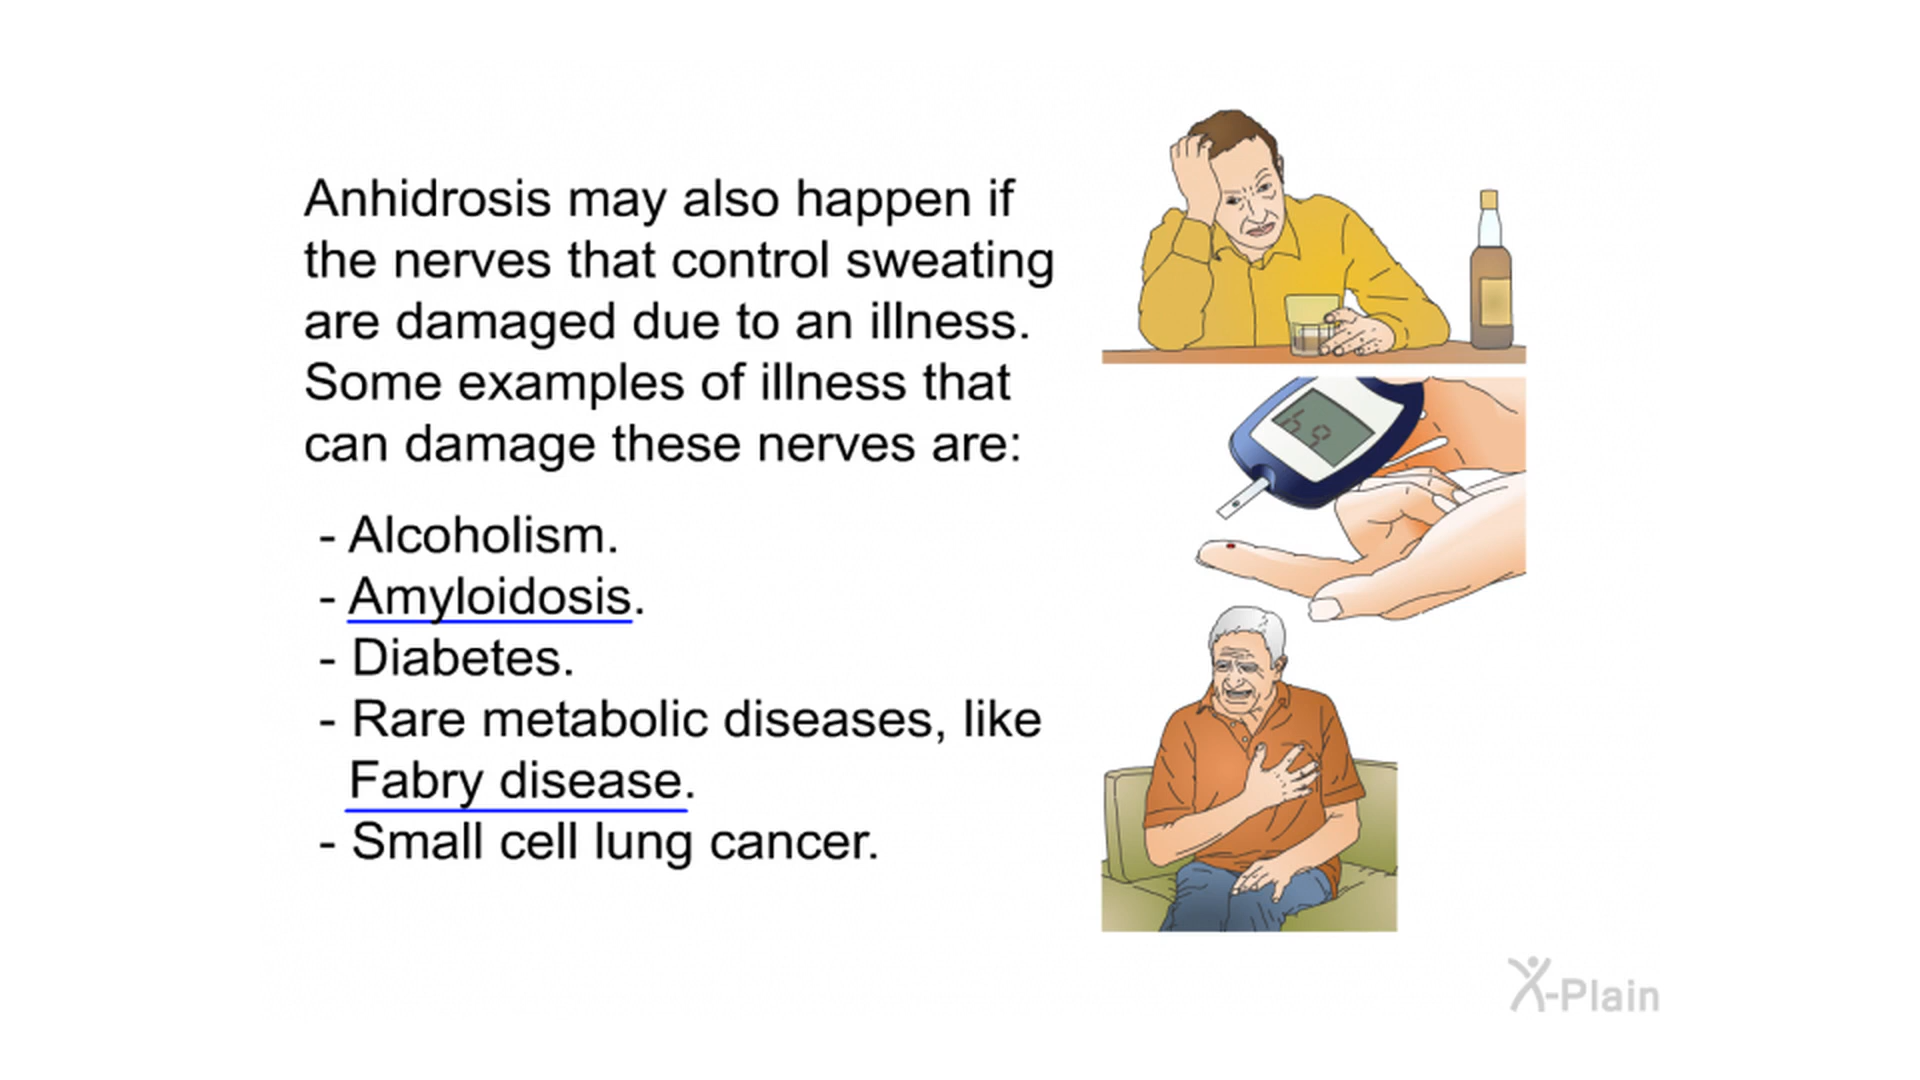 Anhidrosis may also happen if
the nerves that control sweating
are damaged due to an illness.
Some examples of illness that
can damage these nerves are:
- Alcoholism.
- Amyloidosis.
- Diabetes.
- Rare metabolic diseases, like
Fabry disease.
- Small cell lung cancer.
69
X-Plain